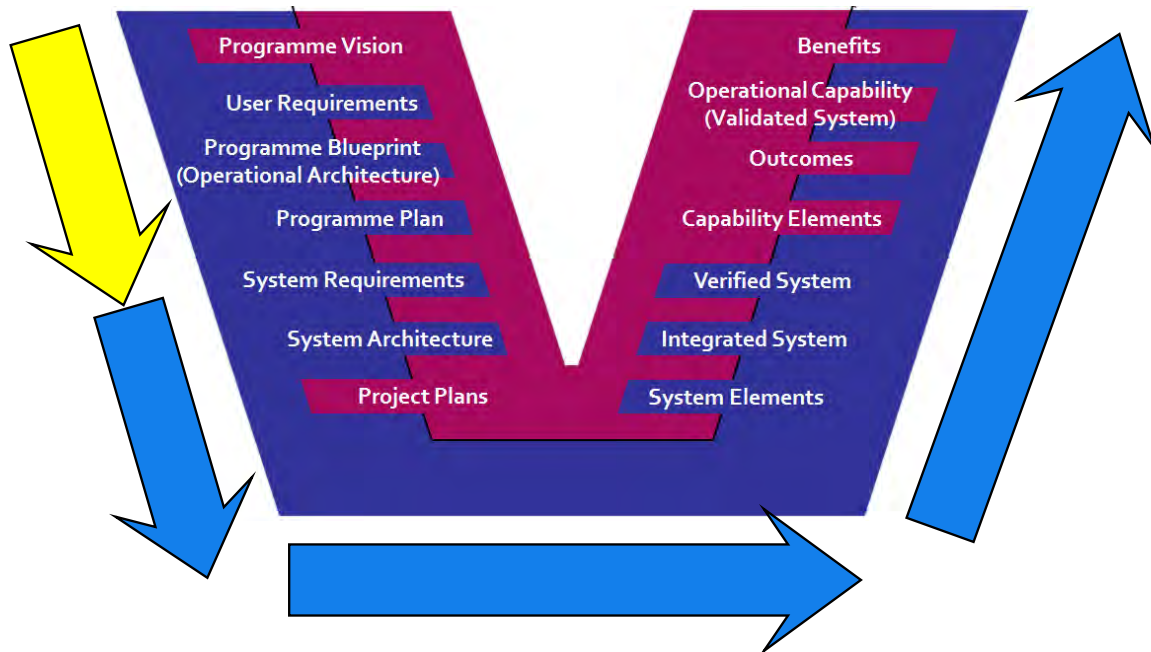 Programme Vision
User Requirements
Programme Blueprint
(Operational Architecture)
Programme Plan
System Requirements
System Architecture
Project Plans
Benefits
Operational Capability
(Validated System)
Outcomes
Capability Elements
Verified System
Integrated System
System Elements